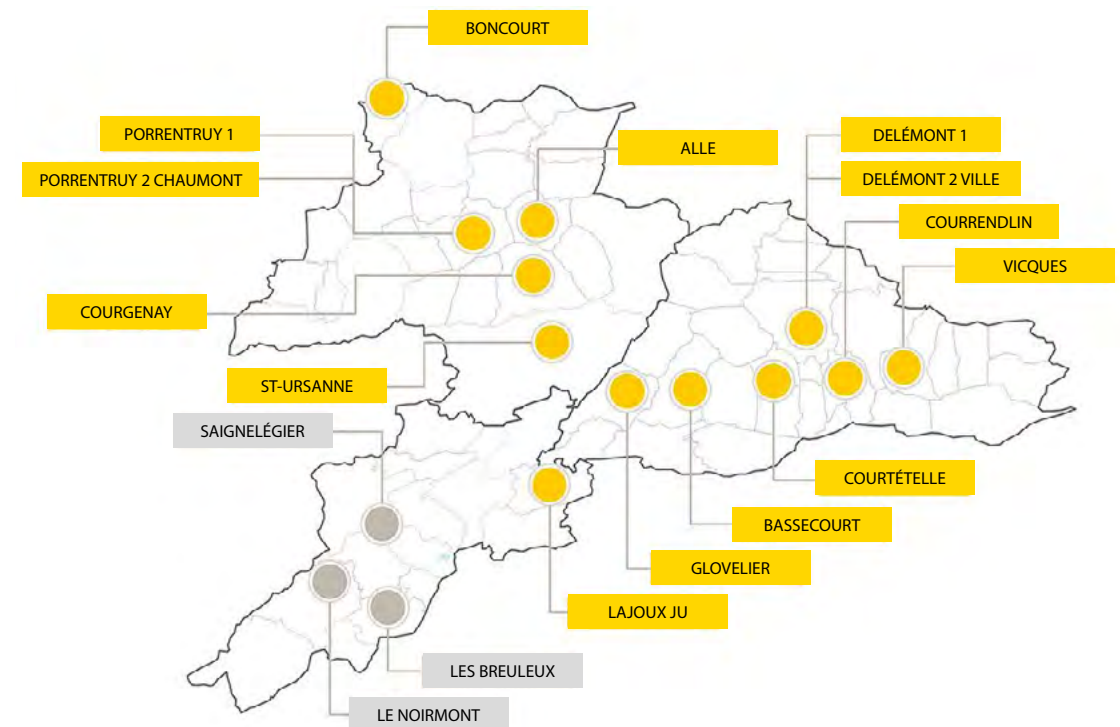 BONCOURT
PORRENTRUY 1
ALLE
DELÉMONT 1
PORRENTRUY 2 CHAUMONT
DELÉMONT 2 VILLE
COURRENDLIN
VICQUES
COURGENAY
ST-URSANNE
SAIGNELÉGIER
COURTÉTELLE
BASSECOURT
GLOVELIER
LAJOUX JU
LES BREULEUX
LE NOIRMONT